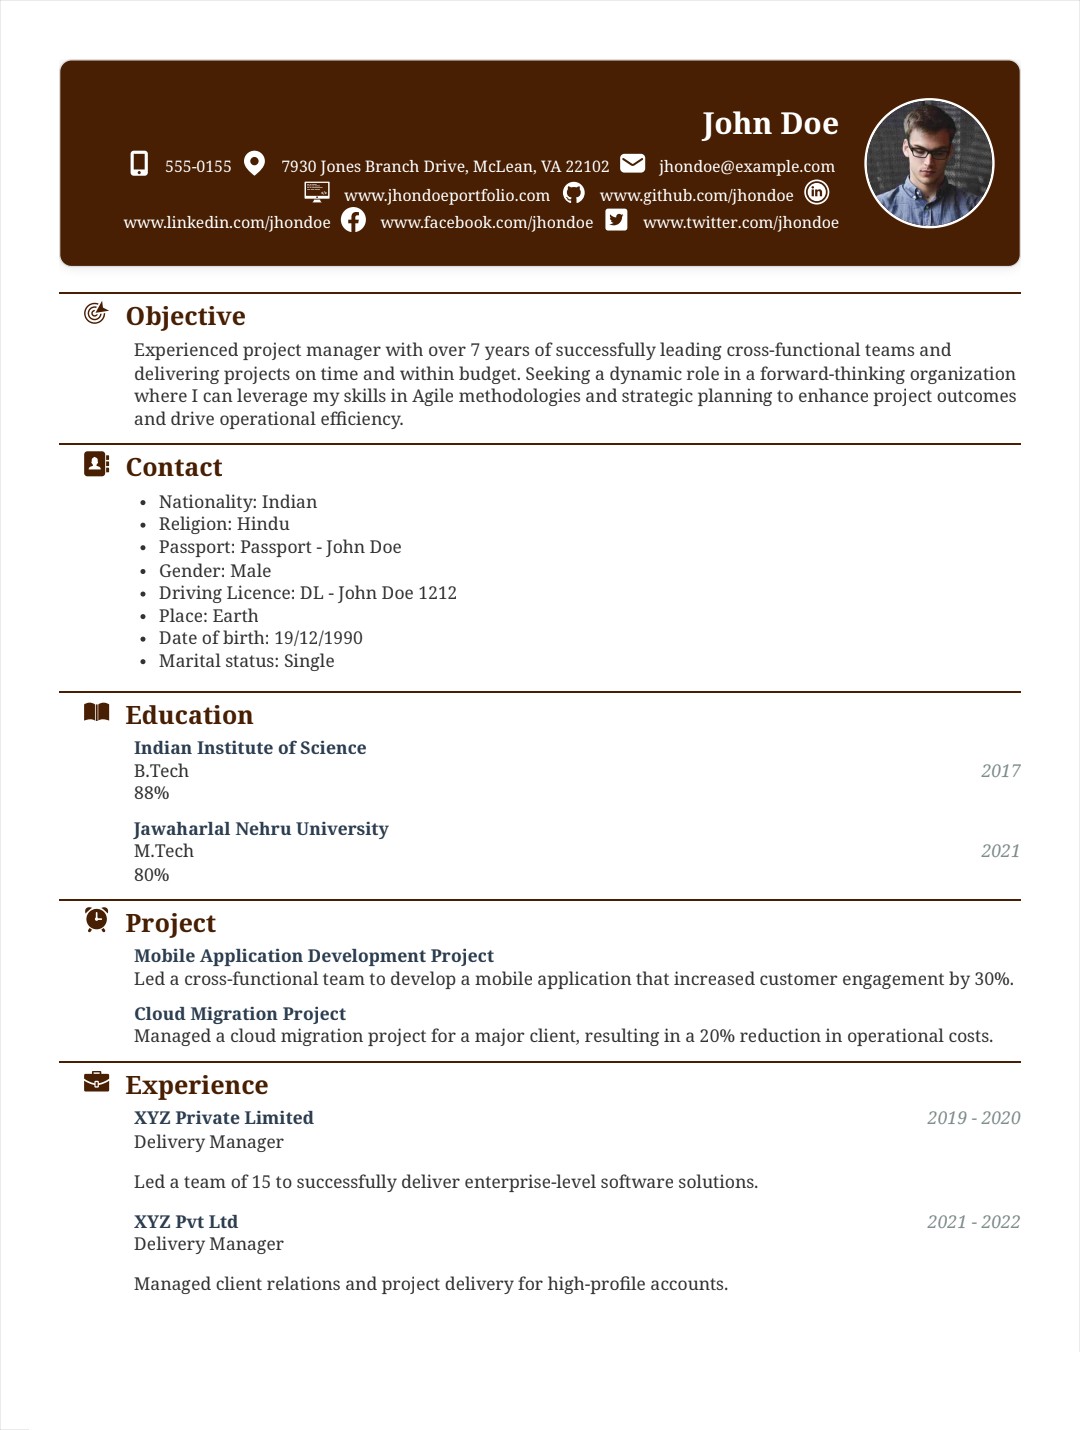 John Doe
555-0155 7930 Jones Branch Drive, McLean, VA 22102 jhondoe@example.com
www.jhondoeportfolio.com www.github.com/jhondoe
www.linkedin.com/jhondoe www.facebook.com/jhondoe www.twitter.com/jhondoe
Objective
Experienced project manager with over 7 years of successfully leading cross-functional teams and
delivering projects on time and within budget. Seeking a dynamic role in a forward-thinking organization
where I can leverage my skills in Agile methodologies and strategic planning to enhance project outcomes
and drive operational efficiency.
Contact
• Nationality: Indian
• Religion: Hindu
• Passport: Passport - John Doe
• Gender: Male
• Driving Licence: DL - John Doe 1212
• Place: Earth
• Date of birth: 19/12/1990
• Marital status: Single
Education
Indian Institute of Science
B.Tech 2017
88%
Jawaharlal Nehru University
M.Tech 2021
80%
Project
Mobile Application Development Project
Led a cross-functional team to develop a mobile application that increased customer engagement by 30%.
Cloud Migration Project
Managed a cloud migration project for a major client, resulting in a 20% reduction in operational costs.
Experience
XYZ Private Limited 2019 - 2020
Delivery Manager
Led a team of 15 to successfully deliver enterprise-level software solutions.
XYZ Pvt Ltd 2021 - 2022
Delivery Manager
Managed client relations and project delivery for high-profile accounts.